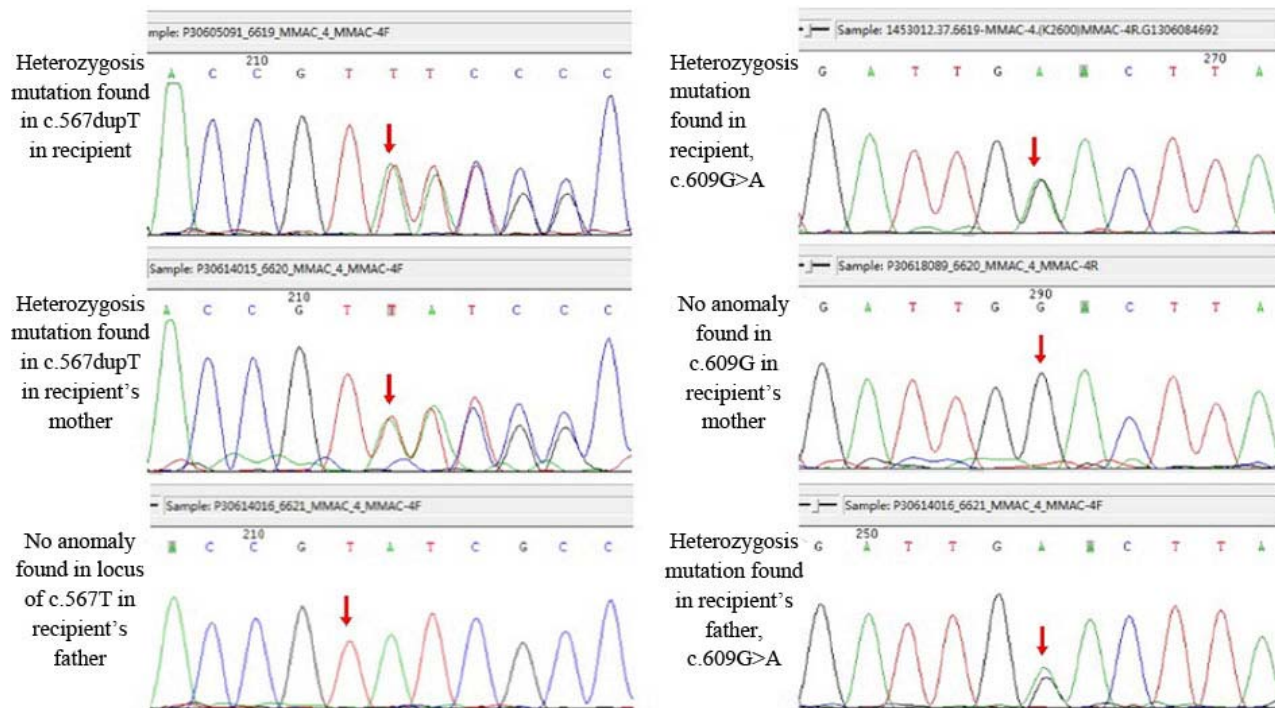 mple: P30605091_6619_MMAC_4_MMAC-4F
Heterozygosis
mutation found
in c.567dupT
in recipient
210
A C C G T T T C C C C
Sample: 1453012.37.6619-MMAC-4.(K2600)MMAC-4R.G1306084692
Heterozygosis
mutation
found in
recipient,
c.609G>A
270
G A T T G A A C T T A
Sample: P30614015_6620_MMAC_4_MMAC-4F
Heterozygosis
mutation found
in c.567dupT
in recipient's
mother
210
A C C G T T A T C C C
Sample: P30618089_6620_MMAC_4_MMAC-4R
No anomaly
found in
c.609G in
recipient's
mother
290
G A T T G G A C T T A
Sample: P30614016_6621_MMAC_4_MMAC-4F
No anomaly
found in locus
of c.567T in
recipient's
father
210
A C C G T A T C G C C
Sample: P30614016_6621_MMAC_4_MMAC-4F
Heterozygosis
mutation found
in recipient's
father,
c.609G>A
250
G A T T G A A C T T A